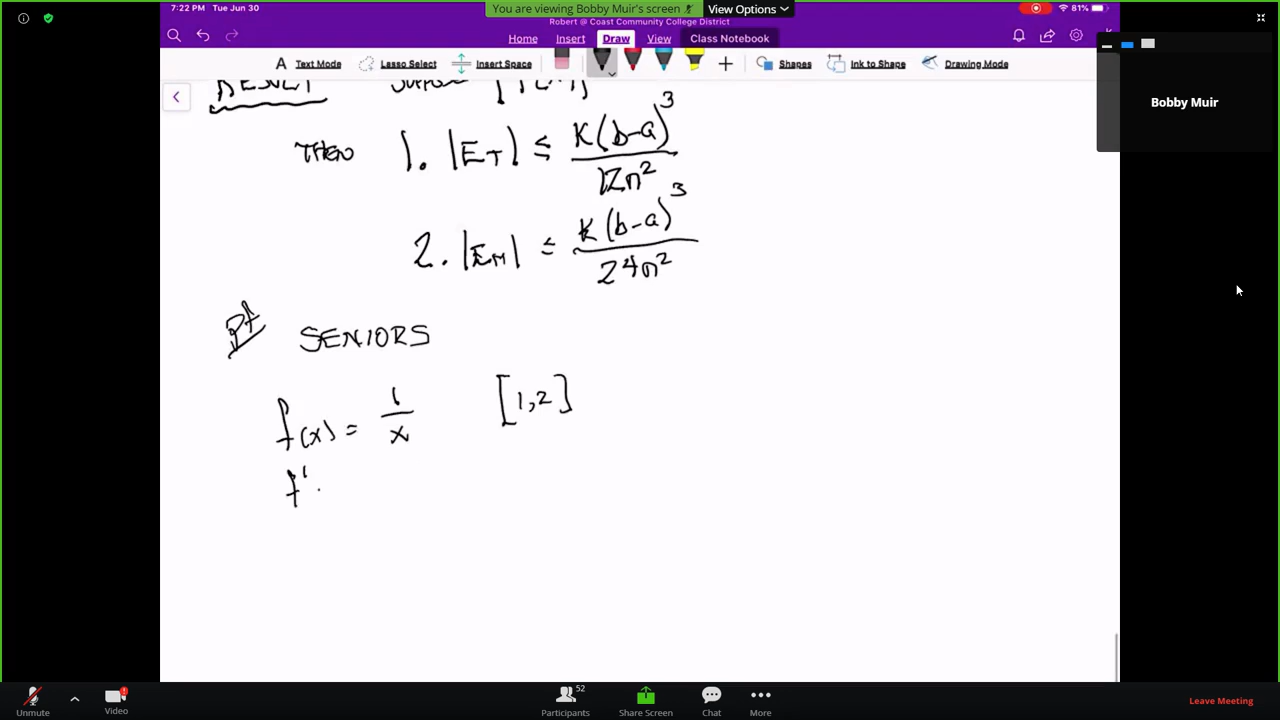 You are viewing Bobby Muir's screen
View Options
7:22 PM Tue Jun 30
Robert @ Coast Community College District
81%
Home Insert Draw View Class Notebook
Text Mode Lasso Select Insert Space Shapes Ink to Shape Drawing Mode
Bobby Muir
RESULT SUPPOSE
THEN 1. |E_T| ≤ K(b-a)^3 / 12n^2
2. |E_M| ≤ K(b-a)^3 / 24n^2
Pf SENIORS
f(x) = 1/x [1,2]
f'
Unmute Video Participants 52 Share Screen Chat More Leave Meeting